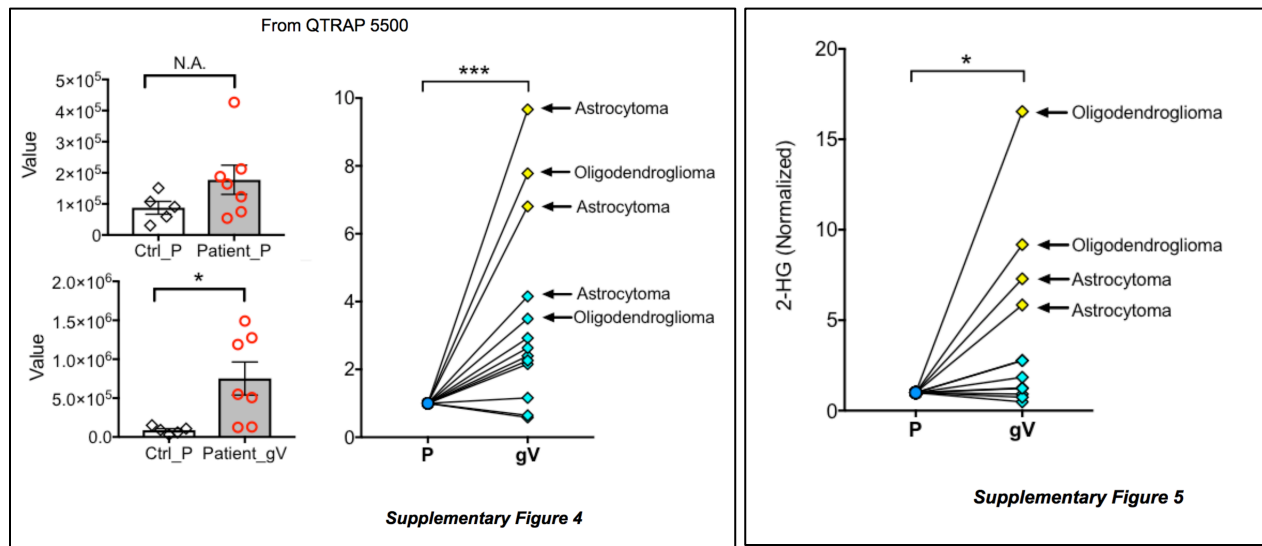 From QTRAP 5500
N.A.
5×10⁵
4×10⁵
3×10⁵
2×10⁵
1×10⁵
0
Value
Ctrl_P Patient_P
*
2.0×10⁶
1.5×10⁶
1.0×10⁶
5.0×10⁵
0.0
Value
Ctrl_P Patient_gV
***
10
8
6
4
2
0
Astrocytoma
Oligodendroglioma
Astrocytoma
Astrocytoma
Oligodendroglioma
P gV
Supplementary Figure 4
*
20
15
10
5
0
2-HG (Normalized)
Oligodendroglioma
Oligodendroglioma
Astrocytoma
Astrocytoma
P gV
Supplementary Figure 5